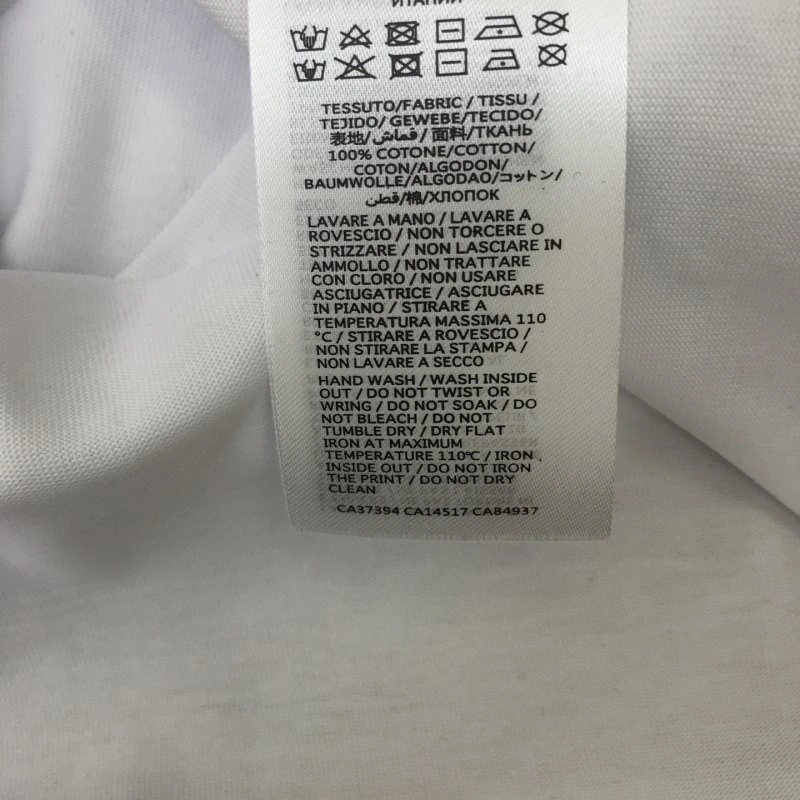 ИТАЛИЯ
TESSUTO/FABRIC / TISSU /
TEJIDO/ GEWEBE/TECIDO/
表地/قماش/ 面料/ТКАНЬ
100% COTONE/COTTON/
COTON/ALGODON/
BAUMWOLLE/ALGODAO/コットン/
قطن/棉/ХЛОПОК
LAVARE A MANO / LAVARE A
ROVESCIO / NON TORCERE O
STRIZZARE / NON LASCIARE IN
AMMOLLO / NON TRATTARE
CON CLORO / NON USARE
ASCIUGATRICE / ASCIUGARE
IN PIANO / STIRARE A
TEMPERATURA MASSIMA 110
°C / STIRARE A ROVESCIO /
NON STIRARE LA STAMPA /
NON LAVARE A SECCO
HAND WASH / WASH INSIDE
OUT / DO NOT TWIST OR
WRING / DO NOT SOAK / DO
NOT BLEACH / DO NOT
TUMBLE DRY / DRY FLAT
IRON AT MAXIMUM
TEMPERATURE 110℃ / IRON
INSIDE OUT / DO NOT IRON
THE PRINT / DO NOT DRY
CLEAN
CA37394 CA14517 CA84937